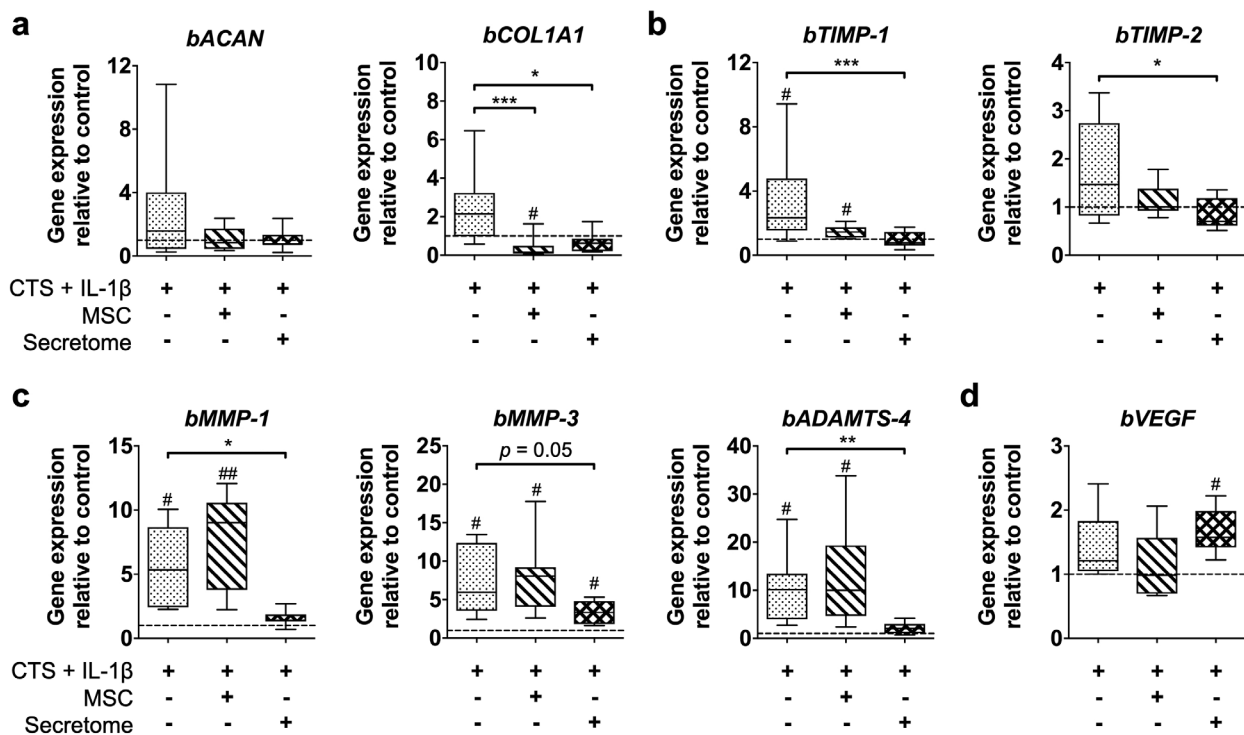 a
bACAN
Gene expression
relative to control
12
8
4
0
bCOL1A1
Gene expression
relative to control
10
8
6
4
2
0
*
***
#
CTS + IL-1β + + + + + +
MSC - + - - + -
Secretome - - + - - +
b
bTIMP-1
Gene expression
relative to control
12
8
4
0
***
#
#
bTIMP-2
Gene expression
relative to control
4
3
2
1
0
*
+ + + + + +
- + - - + -
- - + - - +
c
bMMP-1
Gene expression
relative to control
15
10
5
0
*
#
##
bMMP-3
Gene expression
relative to control
25
20
15
10
5
0
p = 0.05
#
#
#
bADAMTS-4
Gene expression
relative to control
40
30
20
10
0
**
#
#
d
bVEGF
Gene expression
relative to control
3
2
1
0
#
CTS + IL-1β + + + + + + + + + + + +
MSC - + - - + - - + - - + -
Secretome - - + - - + - - + - - +